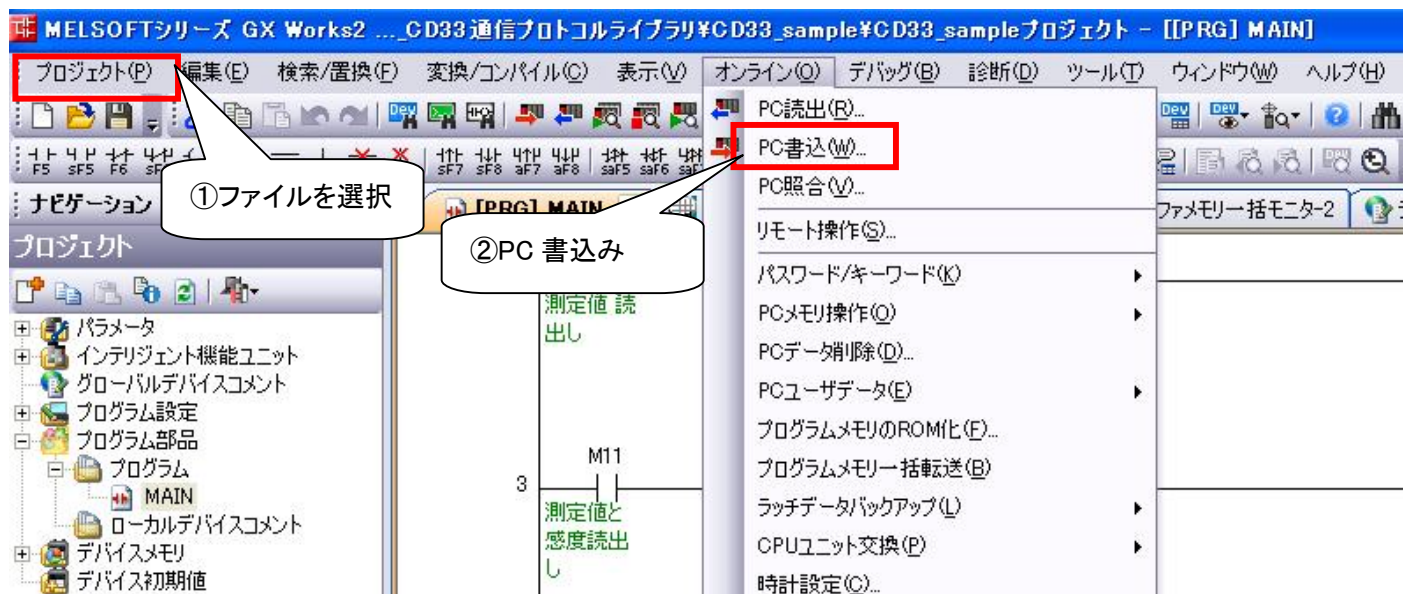 MELSOFTシリーズ GX Works2 ..._CD33通信プロトコルライブラリ¥CD33_sample¥CD33_sampleプロジェクト - [[PRG] MAIN]
プロジェクト(P) 編集(E) 検索/置換(F) 変換/コンパイル(C) 表示(V) オンライン(O) デバッグ(B) 診断(D) ツール(T) ウィンドウ(W) ヘルプ(H)
F5 sF5 F6 sF7 sF8 aF7 aF8 saF5 saF6
①ファイルを選択
②PC 書込み
PC読出(R)...
PC書込(W)...
PC照合(V)...
リモート操作(S)...
パスワード/キーワード(K)
PCメモリ操作(O)
PCデータ削除(D)...
PCユーザデータ(E)
プログラムメモリのROM化(F)...
プログラムメモリ一括転送(B)
ラッチデータバックアップ(L)
CPUユニット交換(P)
時計設定(C)...
ナビゲーション
プロジェクト
パラメータ
インテリジェント機能ユニット
グローバルデバイスコメント
プログラム設定
プログラム部品
プログラム
MAIN
ローカルデバイスコメント
デバイスメモリ
デバイス初期値
[PRG] MAIN
ファメモリ一括モニタ-2
測定値 読
出し
M11
3
測定値と
感度読出
し